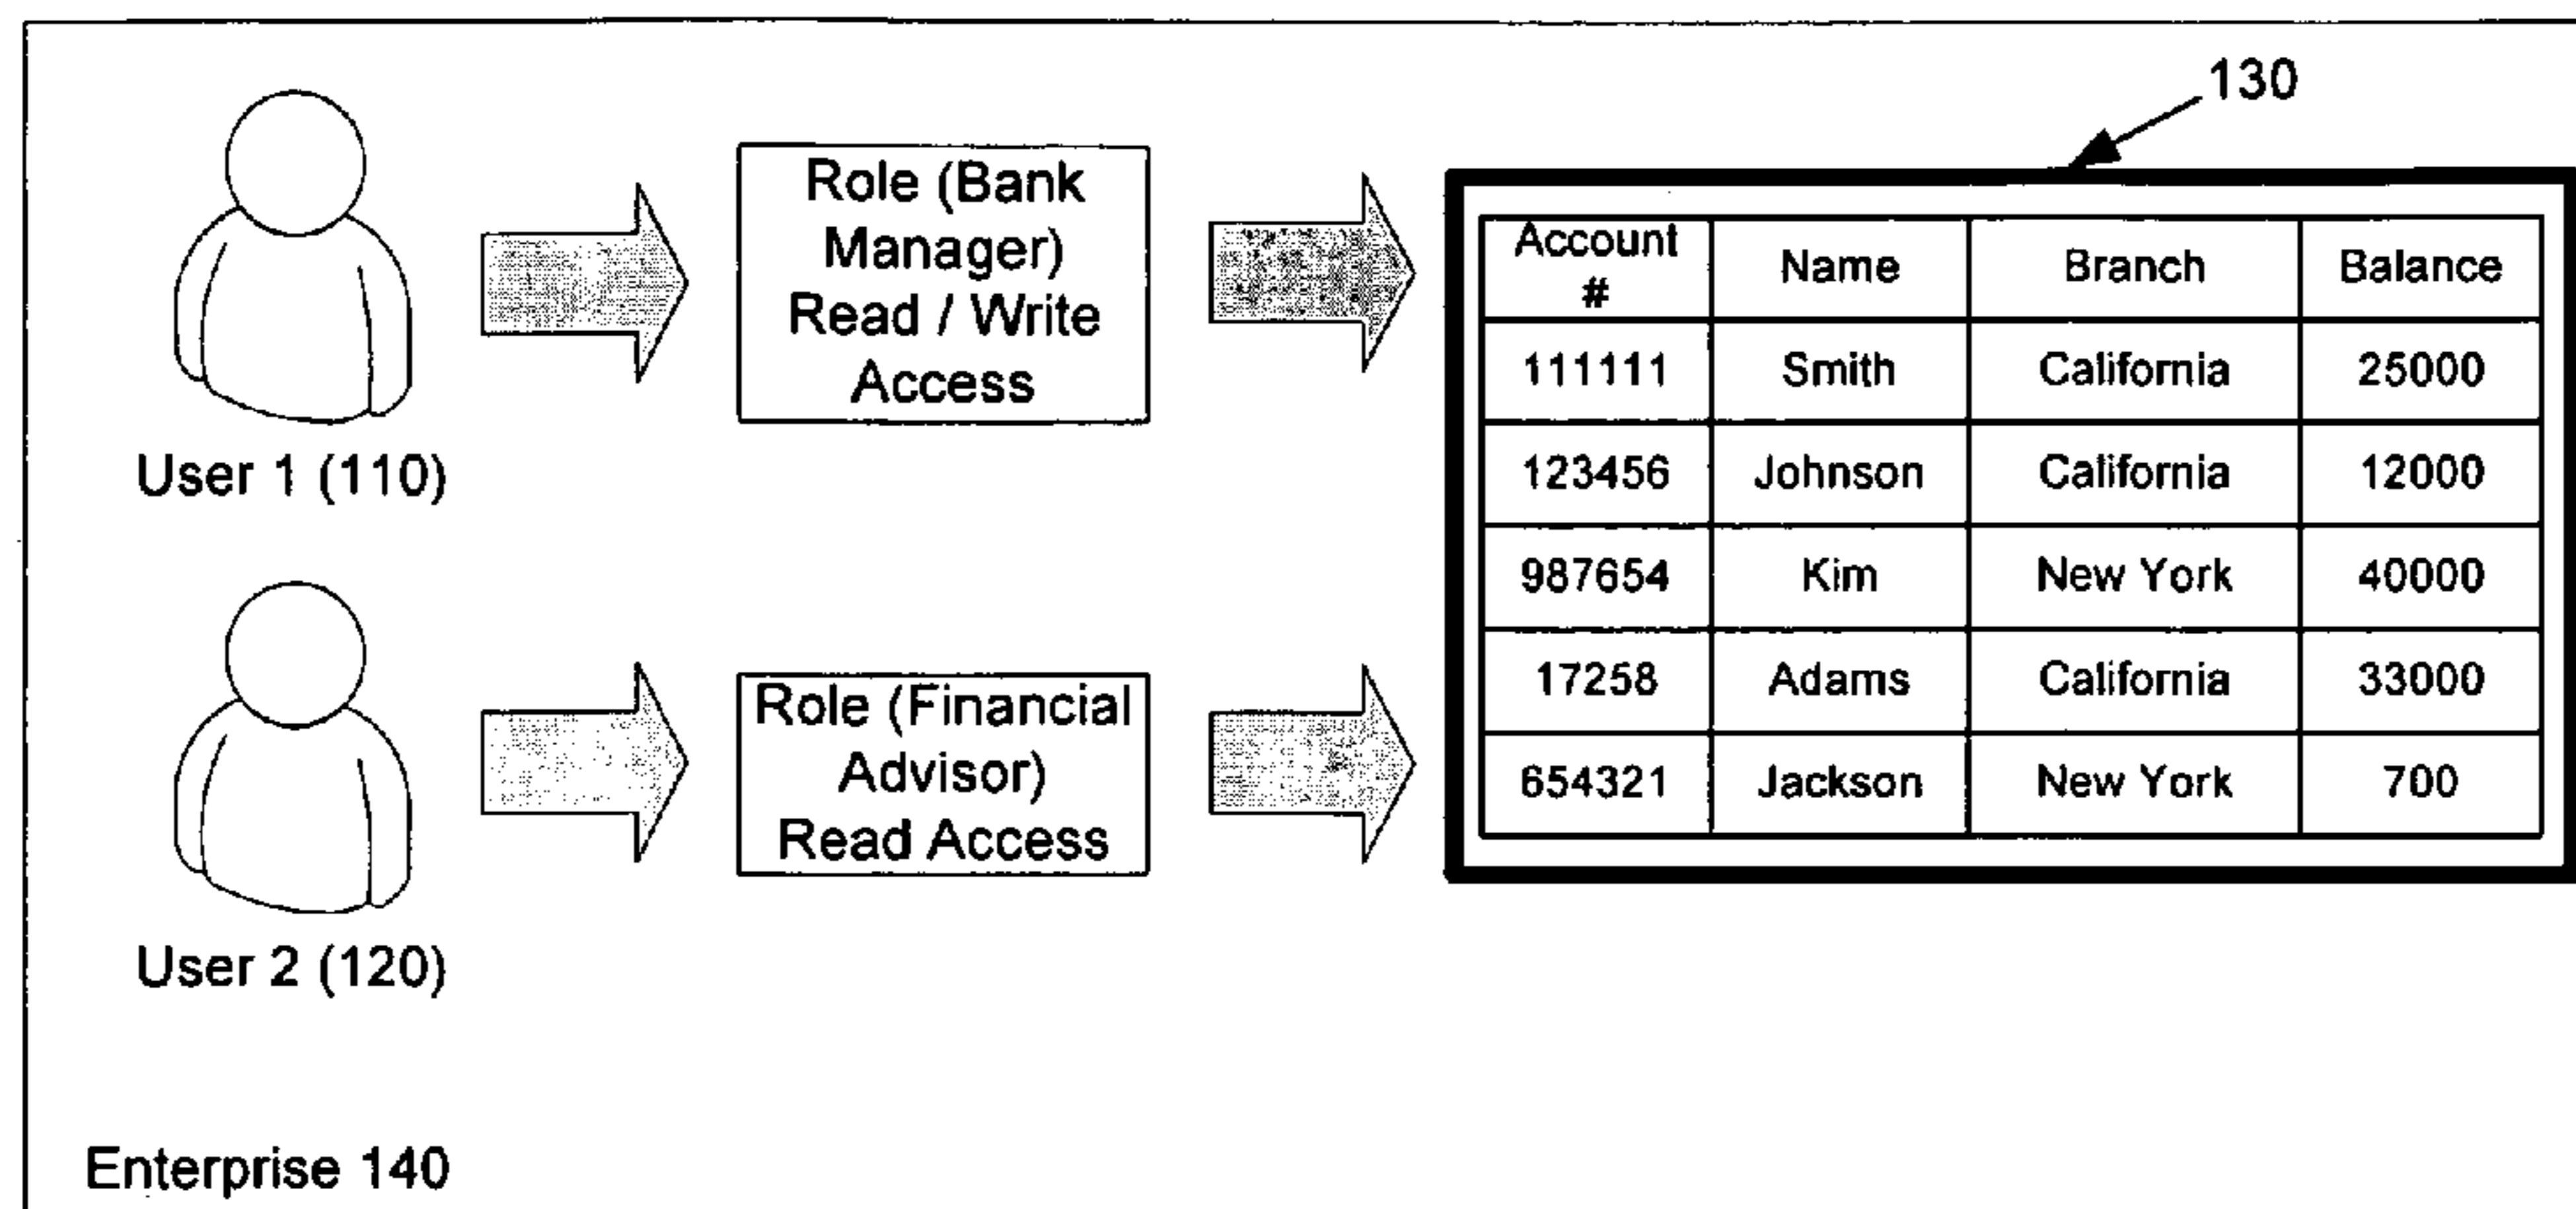 130
Role (Bank
Manager)
Read / Write
Access
User 1 (110)
Role (Financial
Advisor)
Read Access
User 2 (120)
Account
# Name Branch Balance
111111 Smith California 25000
123456 Johnson California 12000
987654 Kim New York 40000
17258 Adams California 33000
654321 Jackson New York 700
Enterprise 140